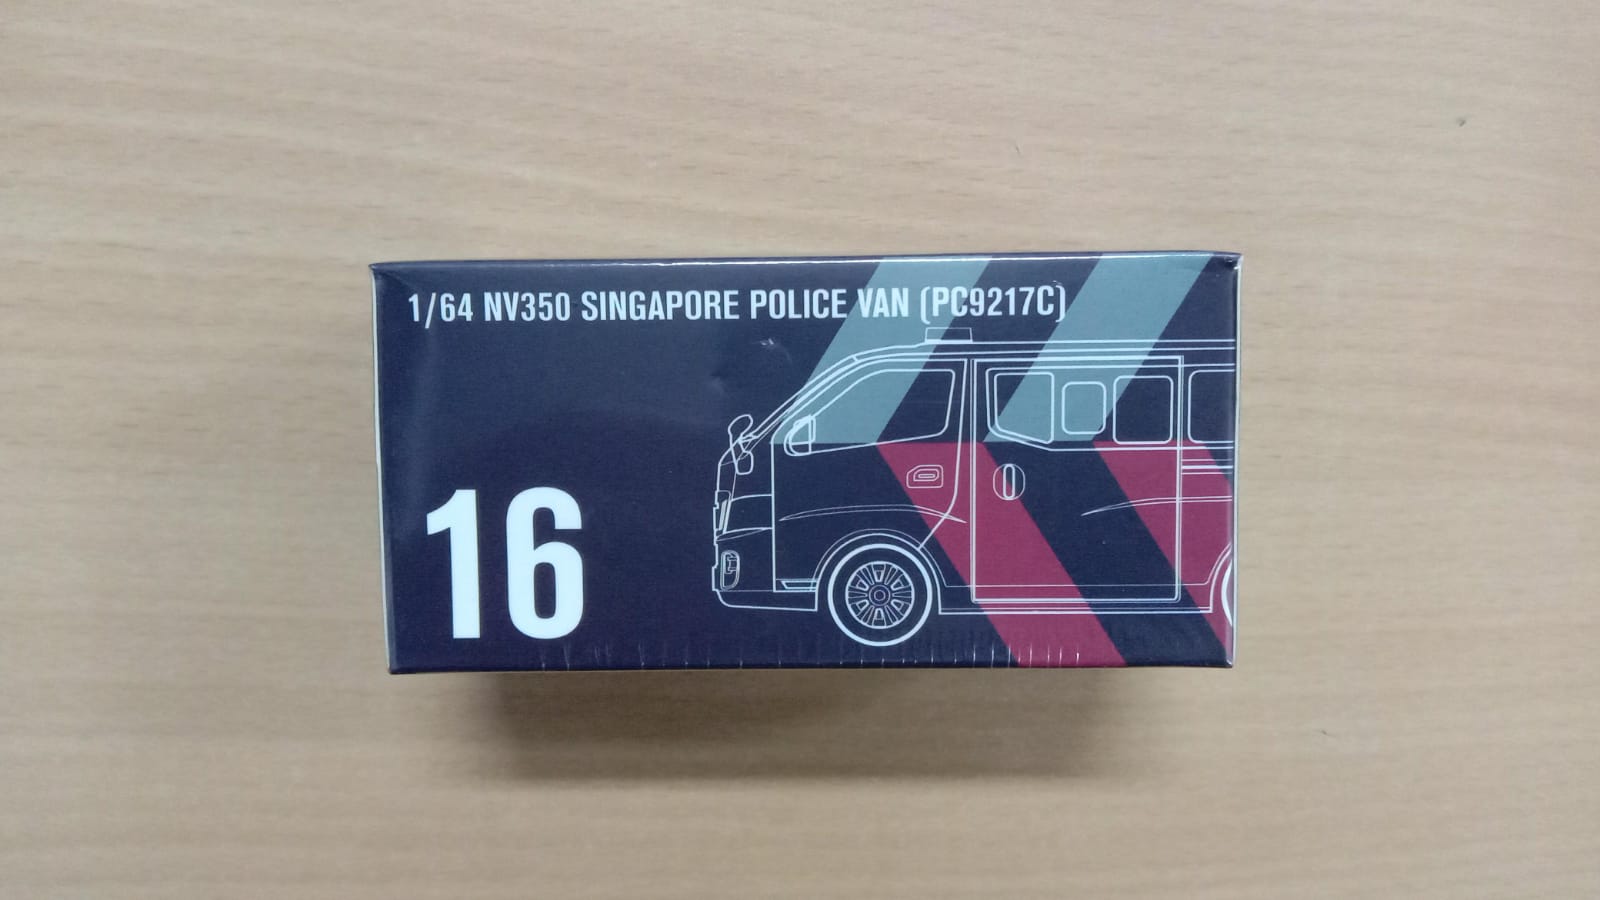 1/64 NV350 SINGAPORE POLICE VAN (PC9217C)
16